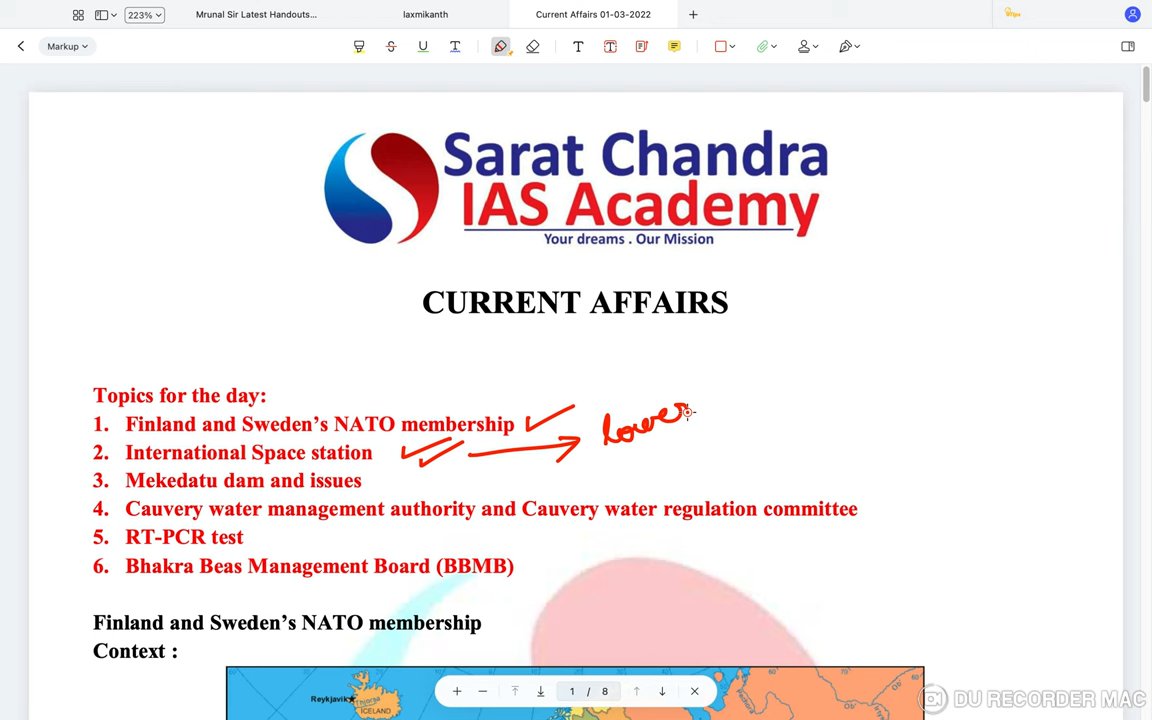 223%
Mrunal Sir Latest Handouts...
laxmikanth
Current Affairs 01-03-2022
Markup
Sarat Chandra
IAS Academy
Your dreams . Our Mission
CURRENT AFFAIRS
Topics for the day:
1. Finland and Sweden's NATO membership
2. International Space station
lower
3. Mekedatu dam and issues
4. Cauvery water management authority and Cauvery water regulation committee
5. RT-PCR test
6. Bhakra Beas Management Board (BBMB)
Finland and Sweden's NATO membership
Context :
Reykjavik
ICELAND
1 / 8
DU RECORDER MAC